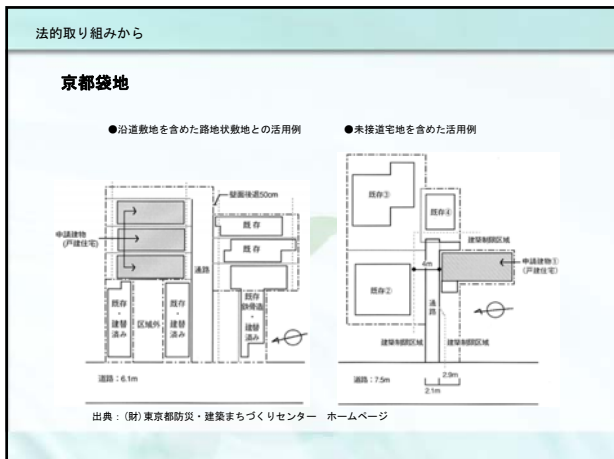 法的取り組みから
京都袋地
●沿道敷地を含めた路地状敷地との活用例
●未接道宅地を含めた活用例
壁面後退50cm
申請建物
(戸建住宅)
通路
既存
既存
既存
・
建替
済み
区域外
既存
・
建替
済み
既存
鉄骨造
・
建替
済み
道路：6.1m
既存③
既存④
建築制限区域
4m
申請建物①
(戸建住宅)
既存②
通路
建築制限区域
建築制限区域
道路：7.5m
2.9m
2.1m
出典：(財)東京都防災・建築まちづくりセンター　ホームページ